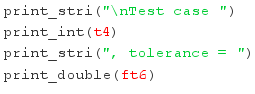 print_stri("\nTest case ")
print_int(t4)
print_stri(", tolerance = ")
print_double(ft6)